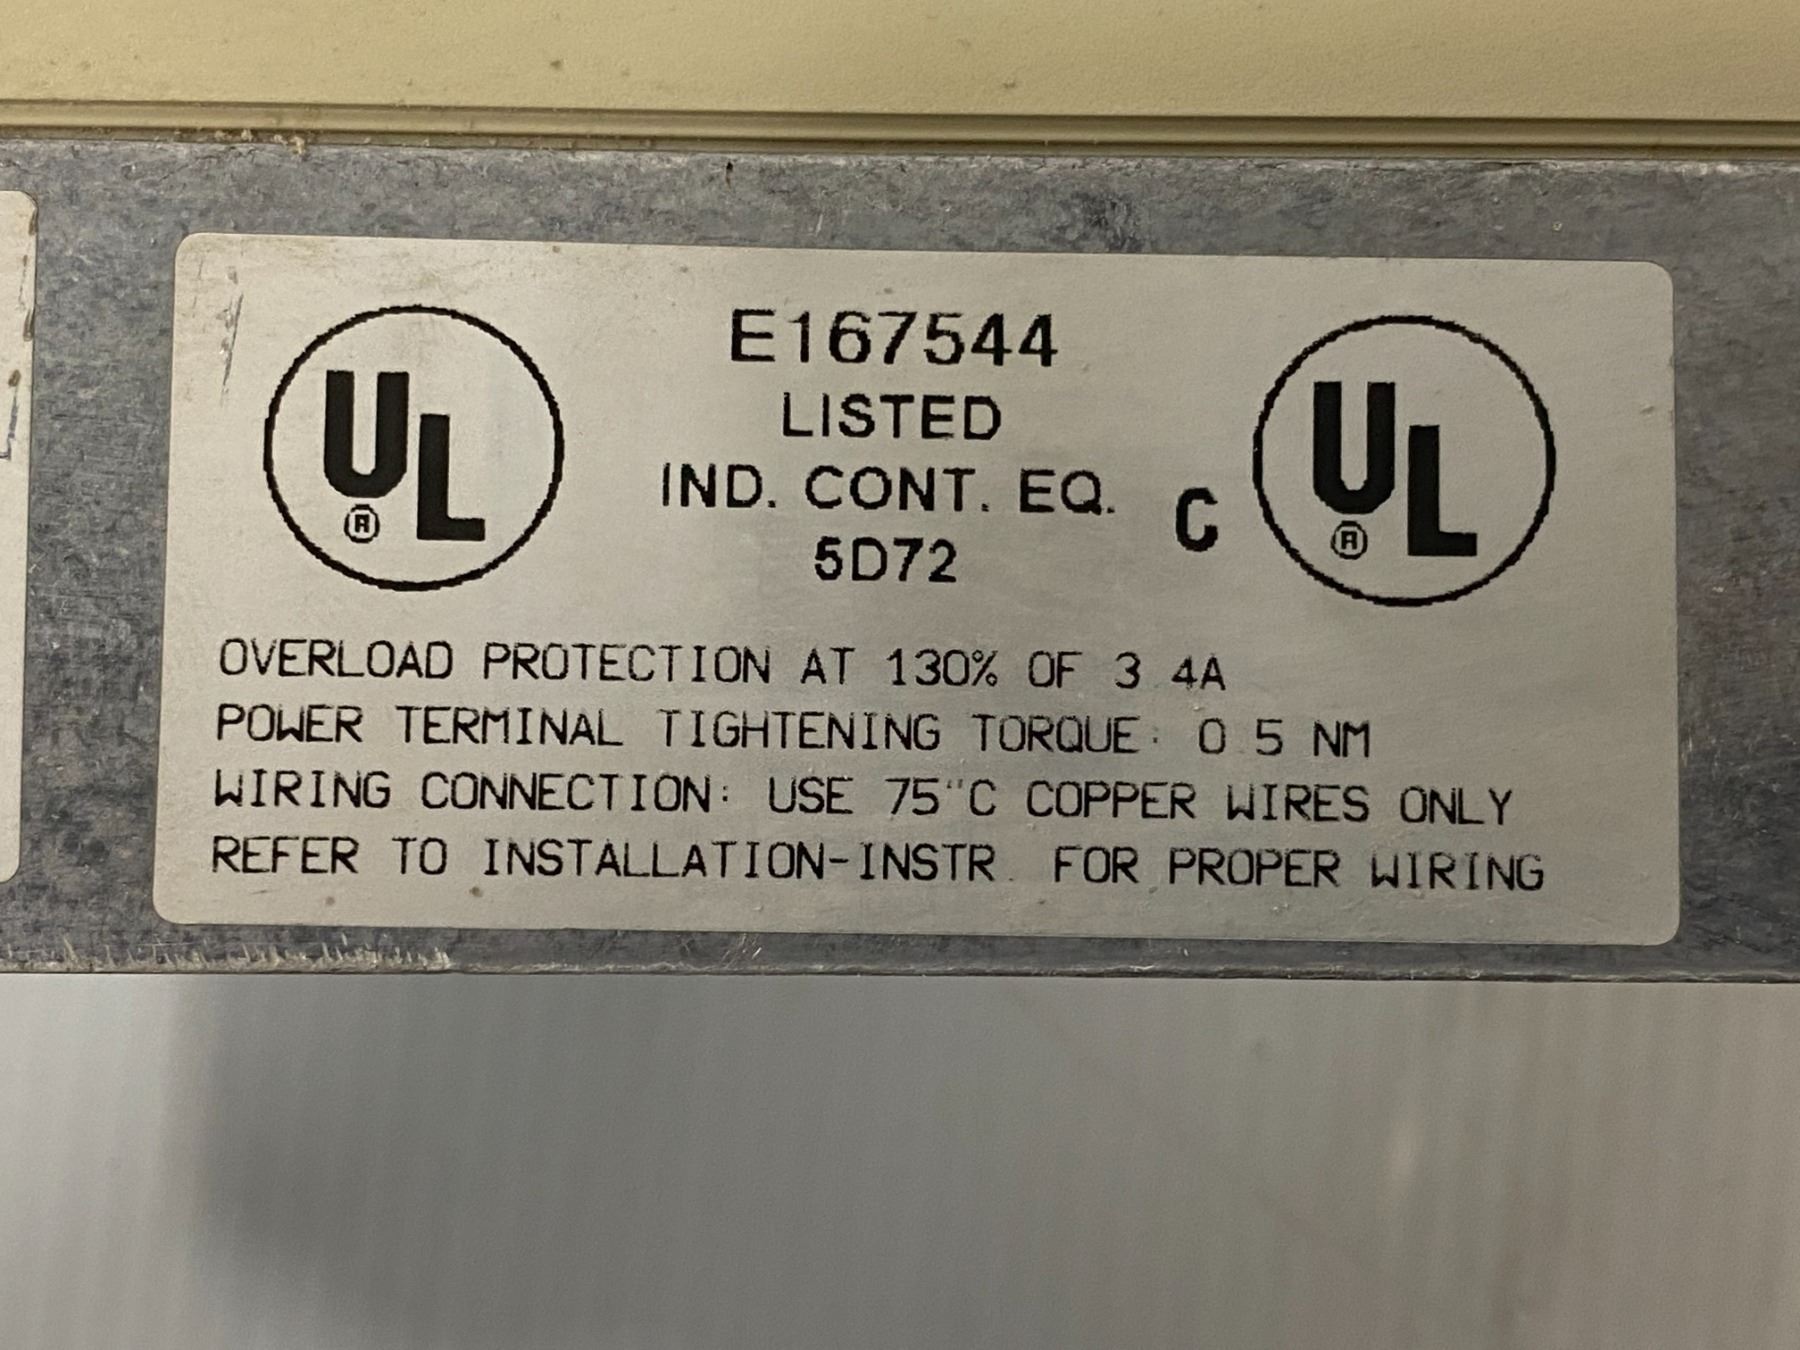 UL®
E167544
LISTED
IND. CONT. EQ.
5D72
C UL®
OVERLOAD PROTECTION AT 130% OF 3 4A
POWER TERMINAL TIGHTENING TORQUE: 0 5 NM
WIRING CONNECTION: USE 75"C COPPER WIRES ONLY
REFER TO INSTALLATION-INSTR. FOR PROPER WIRING